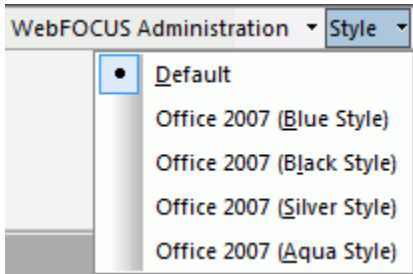 WebFOCUS Administration Style
Default
Office 2007 (Blue Style)
Office 2007 (Black Style)
Office 2007 (Silver Style)
Office 2007 (Aqua Style)